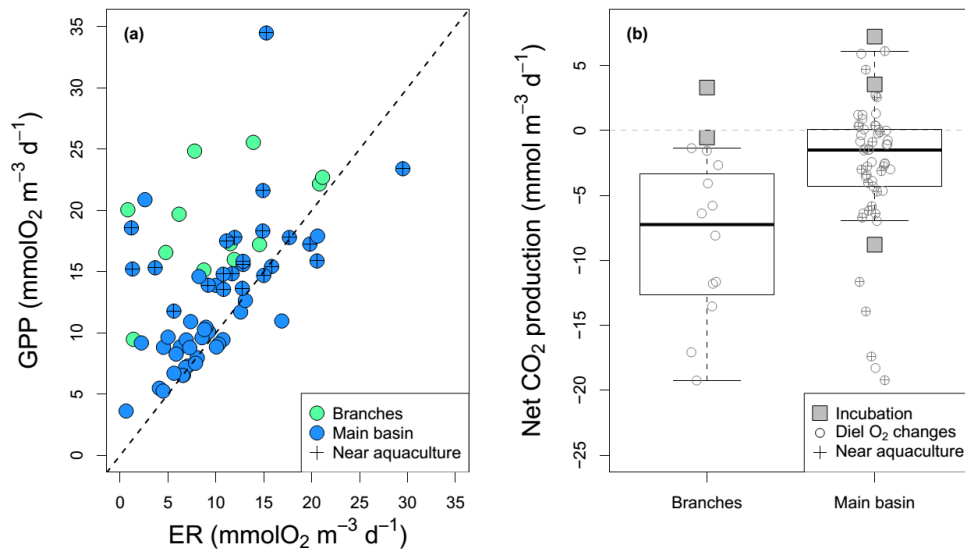 (a)
GPP (mmolO₂ m⁻³ d⁻¹)
35
30
25
20
15
10
5
0
0 5 10 15 20 25 30 35
ER (mmolO₂ m⁻³ d⁻¹)
Branches
Main basin
Near aquaculture
(b)
Net CO₂ production (mmol m⁻³ d⁻¹)
5
0
−5
−10
−15
−20
−25
Branches Main basin
Incubation
Diel O₂ changes
Near aquaculture